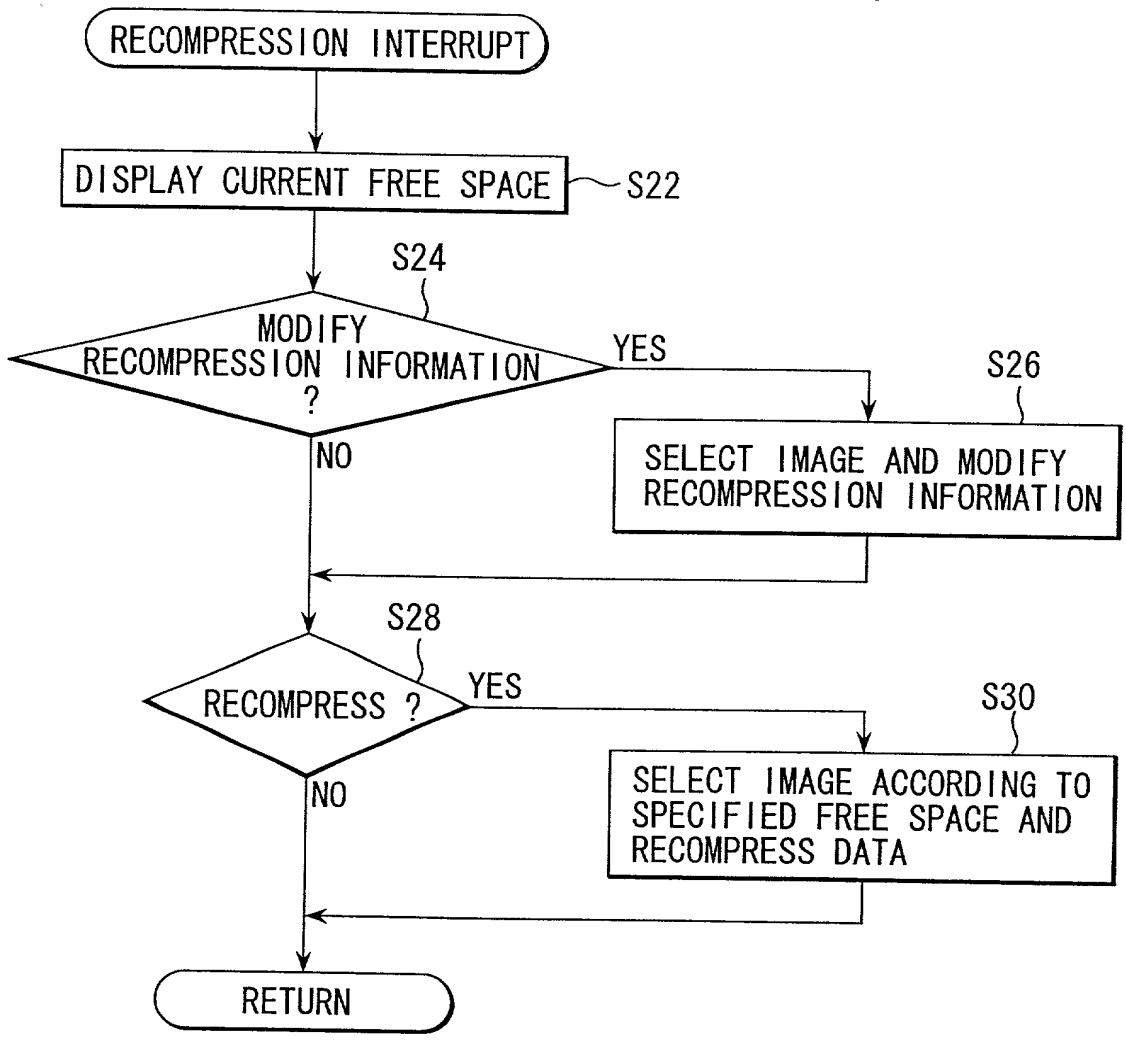 RECOMPRESSION INTERRUPT
DISPLAY CURRENT FREE SPACE
S22
S24
MODIFY
RECOMPRESSION INFORMATION
?
YES
NO
S26
SELECT IMAGE AND MODIFY
RECOMPRESSION INFORMATION
S28
RECOMPRESS ?
YES
NO
S30
SELECT IMAGE ACCORDING TO
SPECIFIED FREE SPACE AND
RECOMPRESS DATA
RETURN